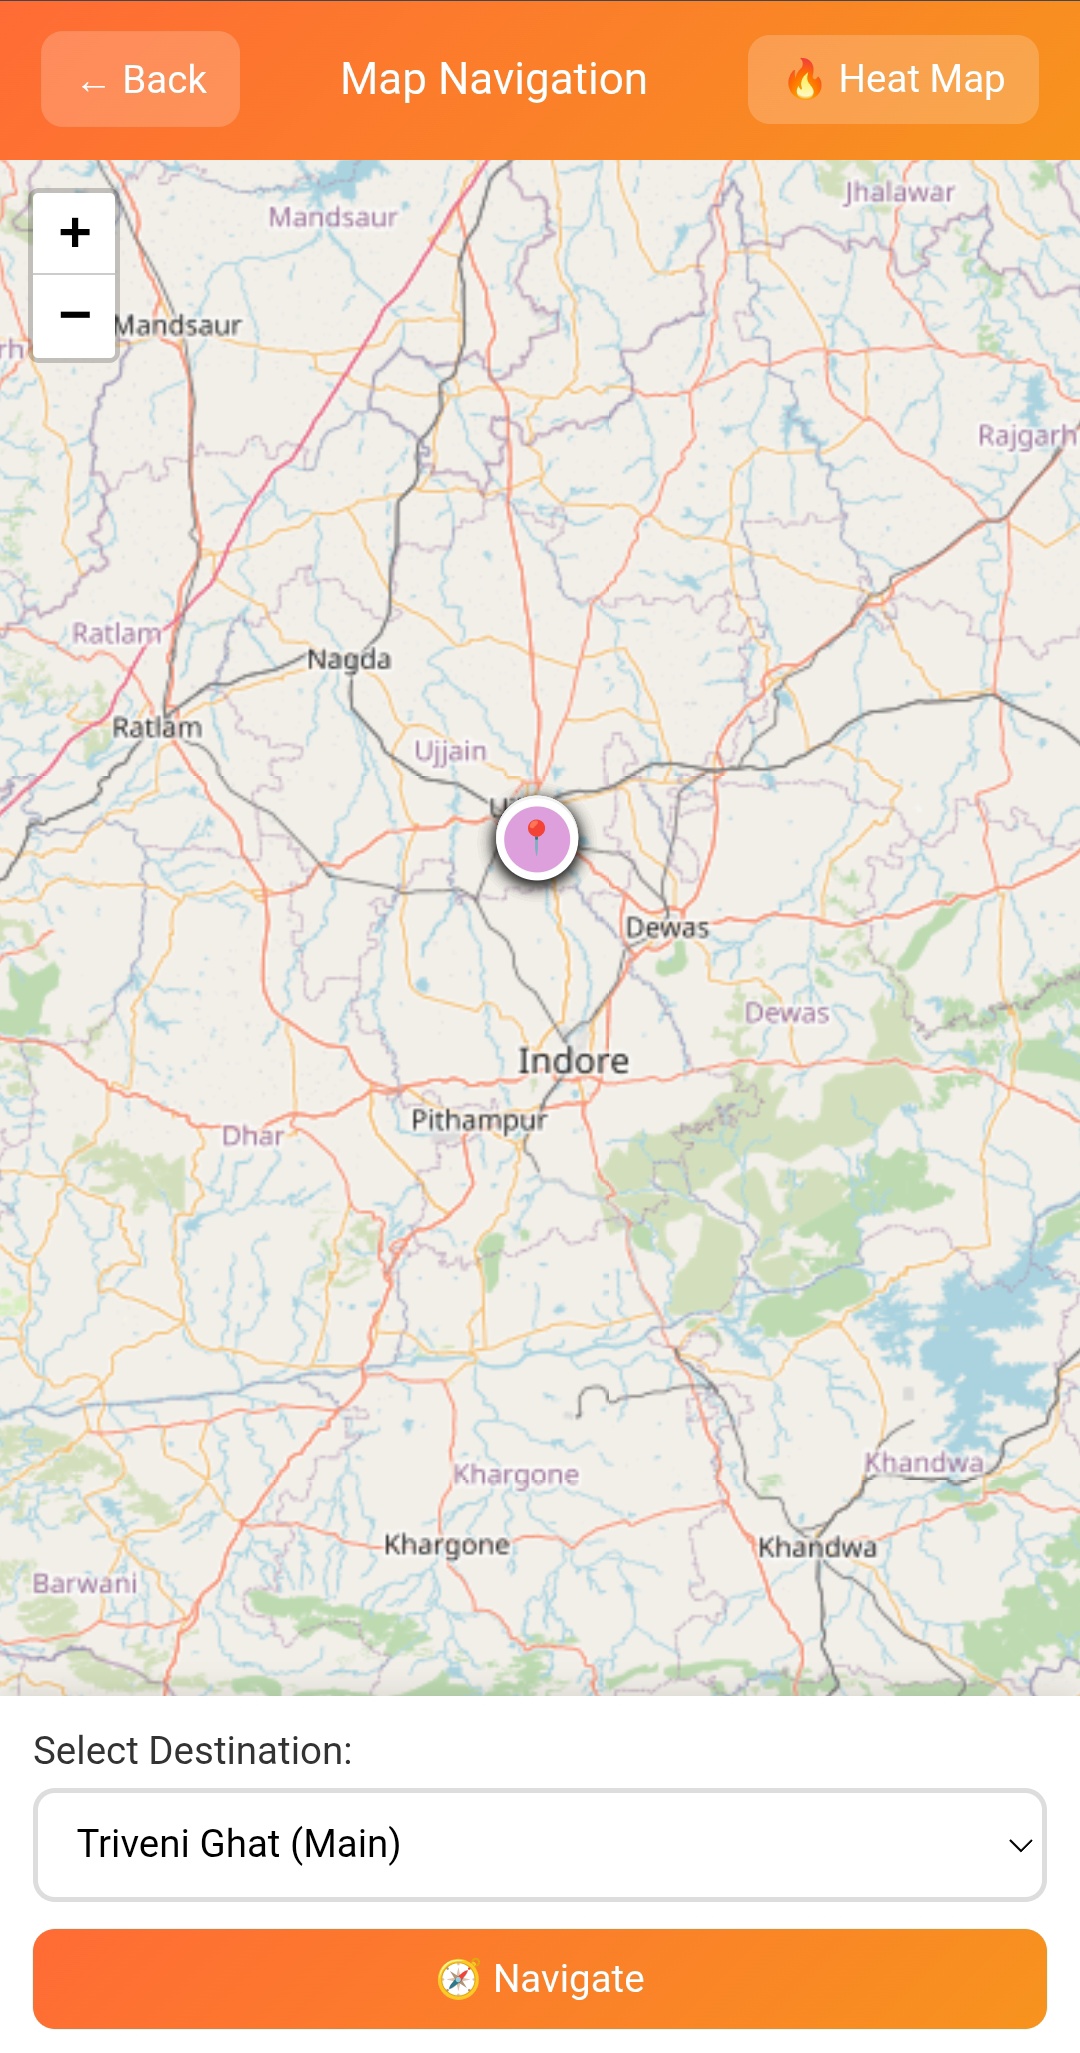 ← Back
Map Navigation
🔥 Heat Map
+
−
Mandsaur
Jhalawar
Mandsaur
rh
Rajgarh
Ratlam
Nagda
Ratlam
Ujjain
Dewas
Dewas
Indore
Pithampur
Dhar
Khargone
Khandwa
Khargone
Khandwa
Barwani
Select Destination:
Triveni Ghat (Main)
🧭 Navigate